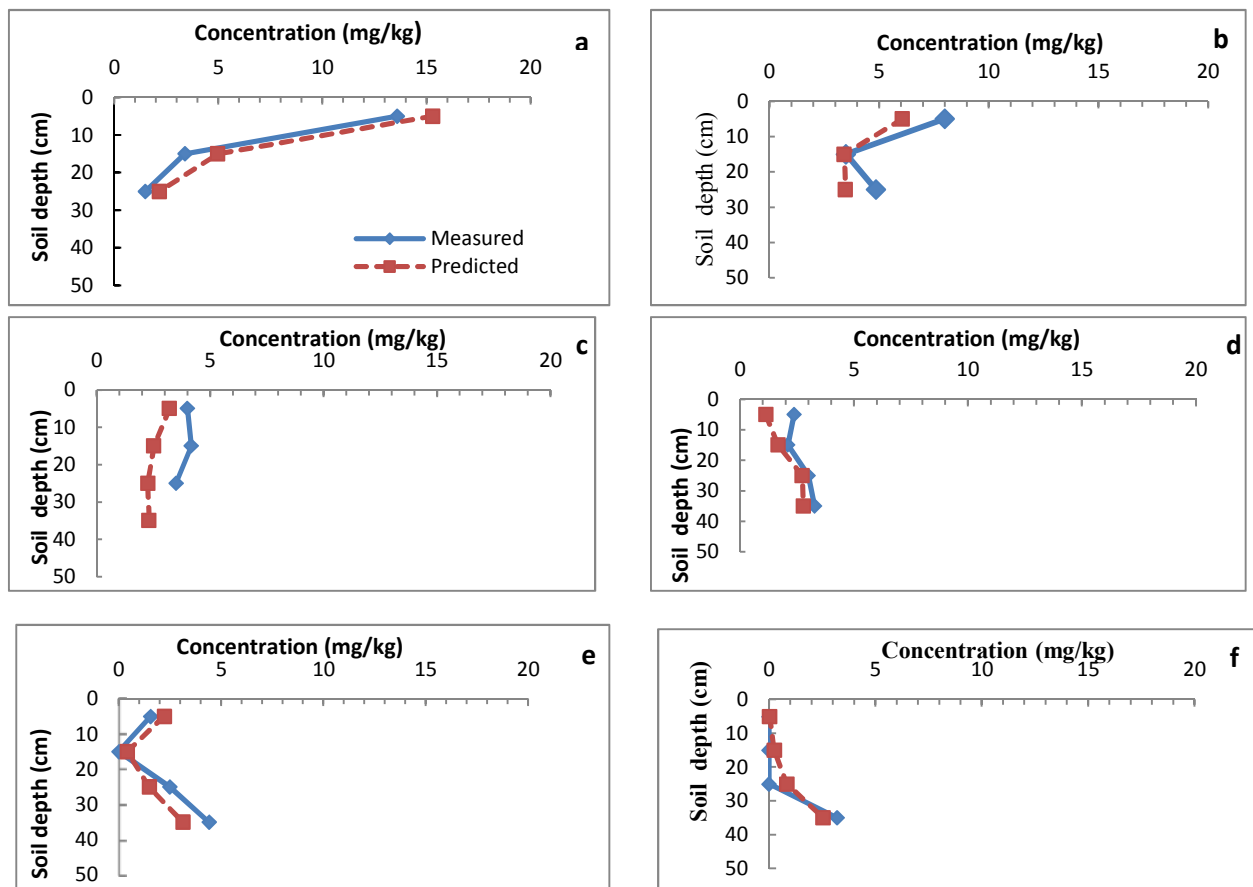 Concentration (mg/kg) a
0 5 10 15 20
0
10
20
30
40
50
Soil depth (cm)
Measured
Predicted
Concentration (mg/kg) b
0 5 10 15 20
0
10
20
30
40
50
Soil depth (cm)
Concentration (mg/kg) c
0 5 10 15 20
0
10
20
30
40
50
Soil depth (cm)
Concentration (mg/kg) d
0 5 10 15 20
0
10
20
30
40
50
Soil depth (cm)
Concentration (mg/kg) e
0 5 10 15 20
0
10
20
30
40
50
Soil depth (cm)
Concentration (mg/kg) f
0 5 10 15 20
0
10
20
30
40
50
Soil depth (cm)